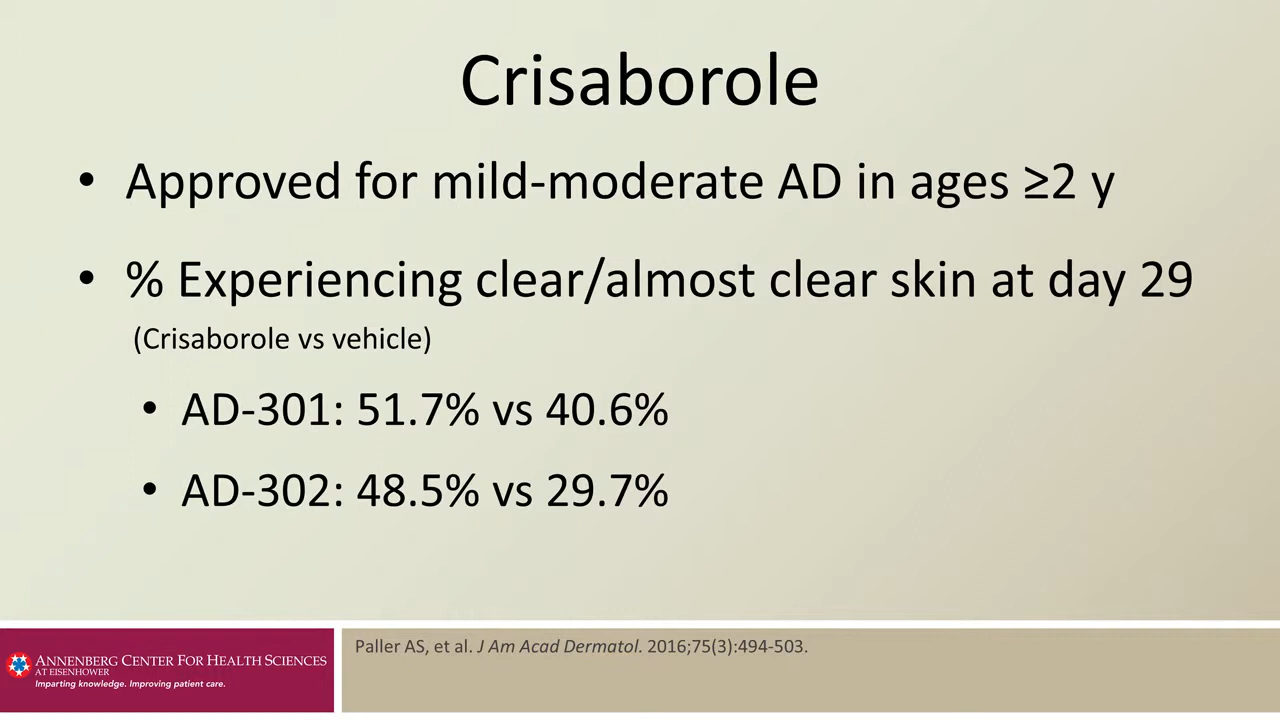 Crisaborole
• Approved for mild-moderate AD in ages ≥2 y
• % Experiencing clear/almost clear skin at day 29
(Crisaborole vs vehicle)
• AD-301: 51.7% vs 40.6%
• AD-302: 48.5% vs 29.7%
Paller AS, et al. J Am Acad Dermatol. 2016;75(3):494-503.
ANNENBERG CENTER FOR HEALTH SCIENCES
AT EISENHOWER
Imparting knowledge. Improving patient care.